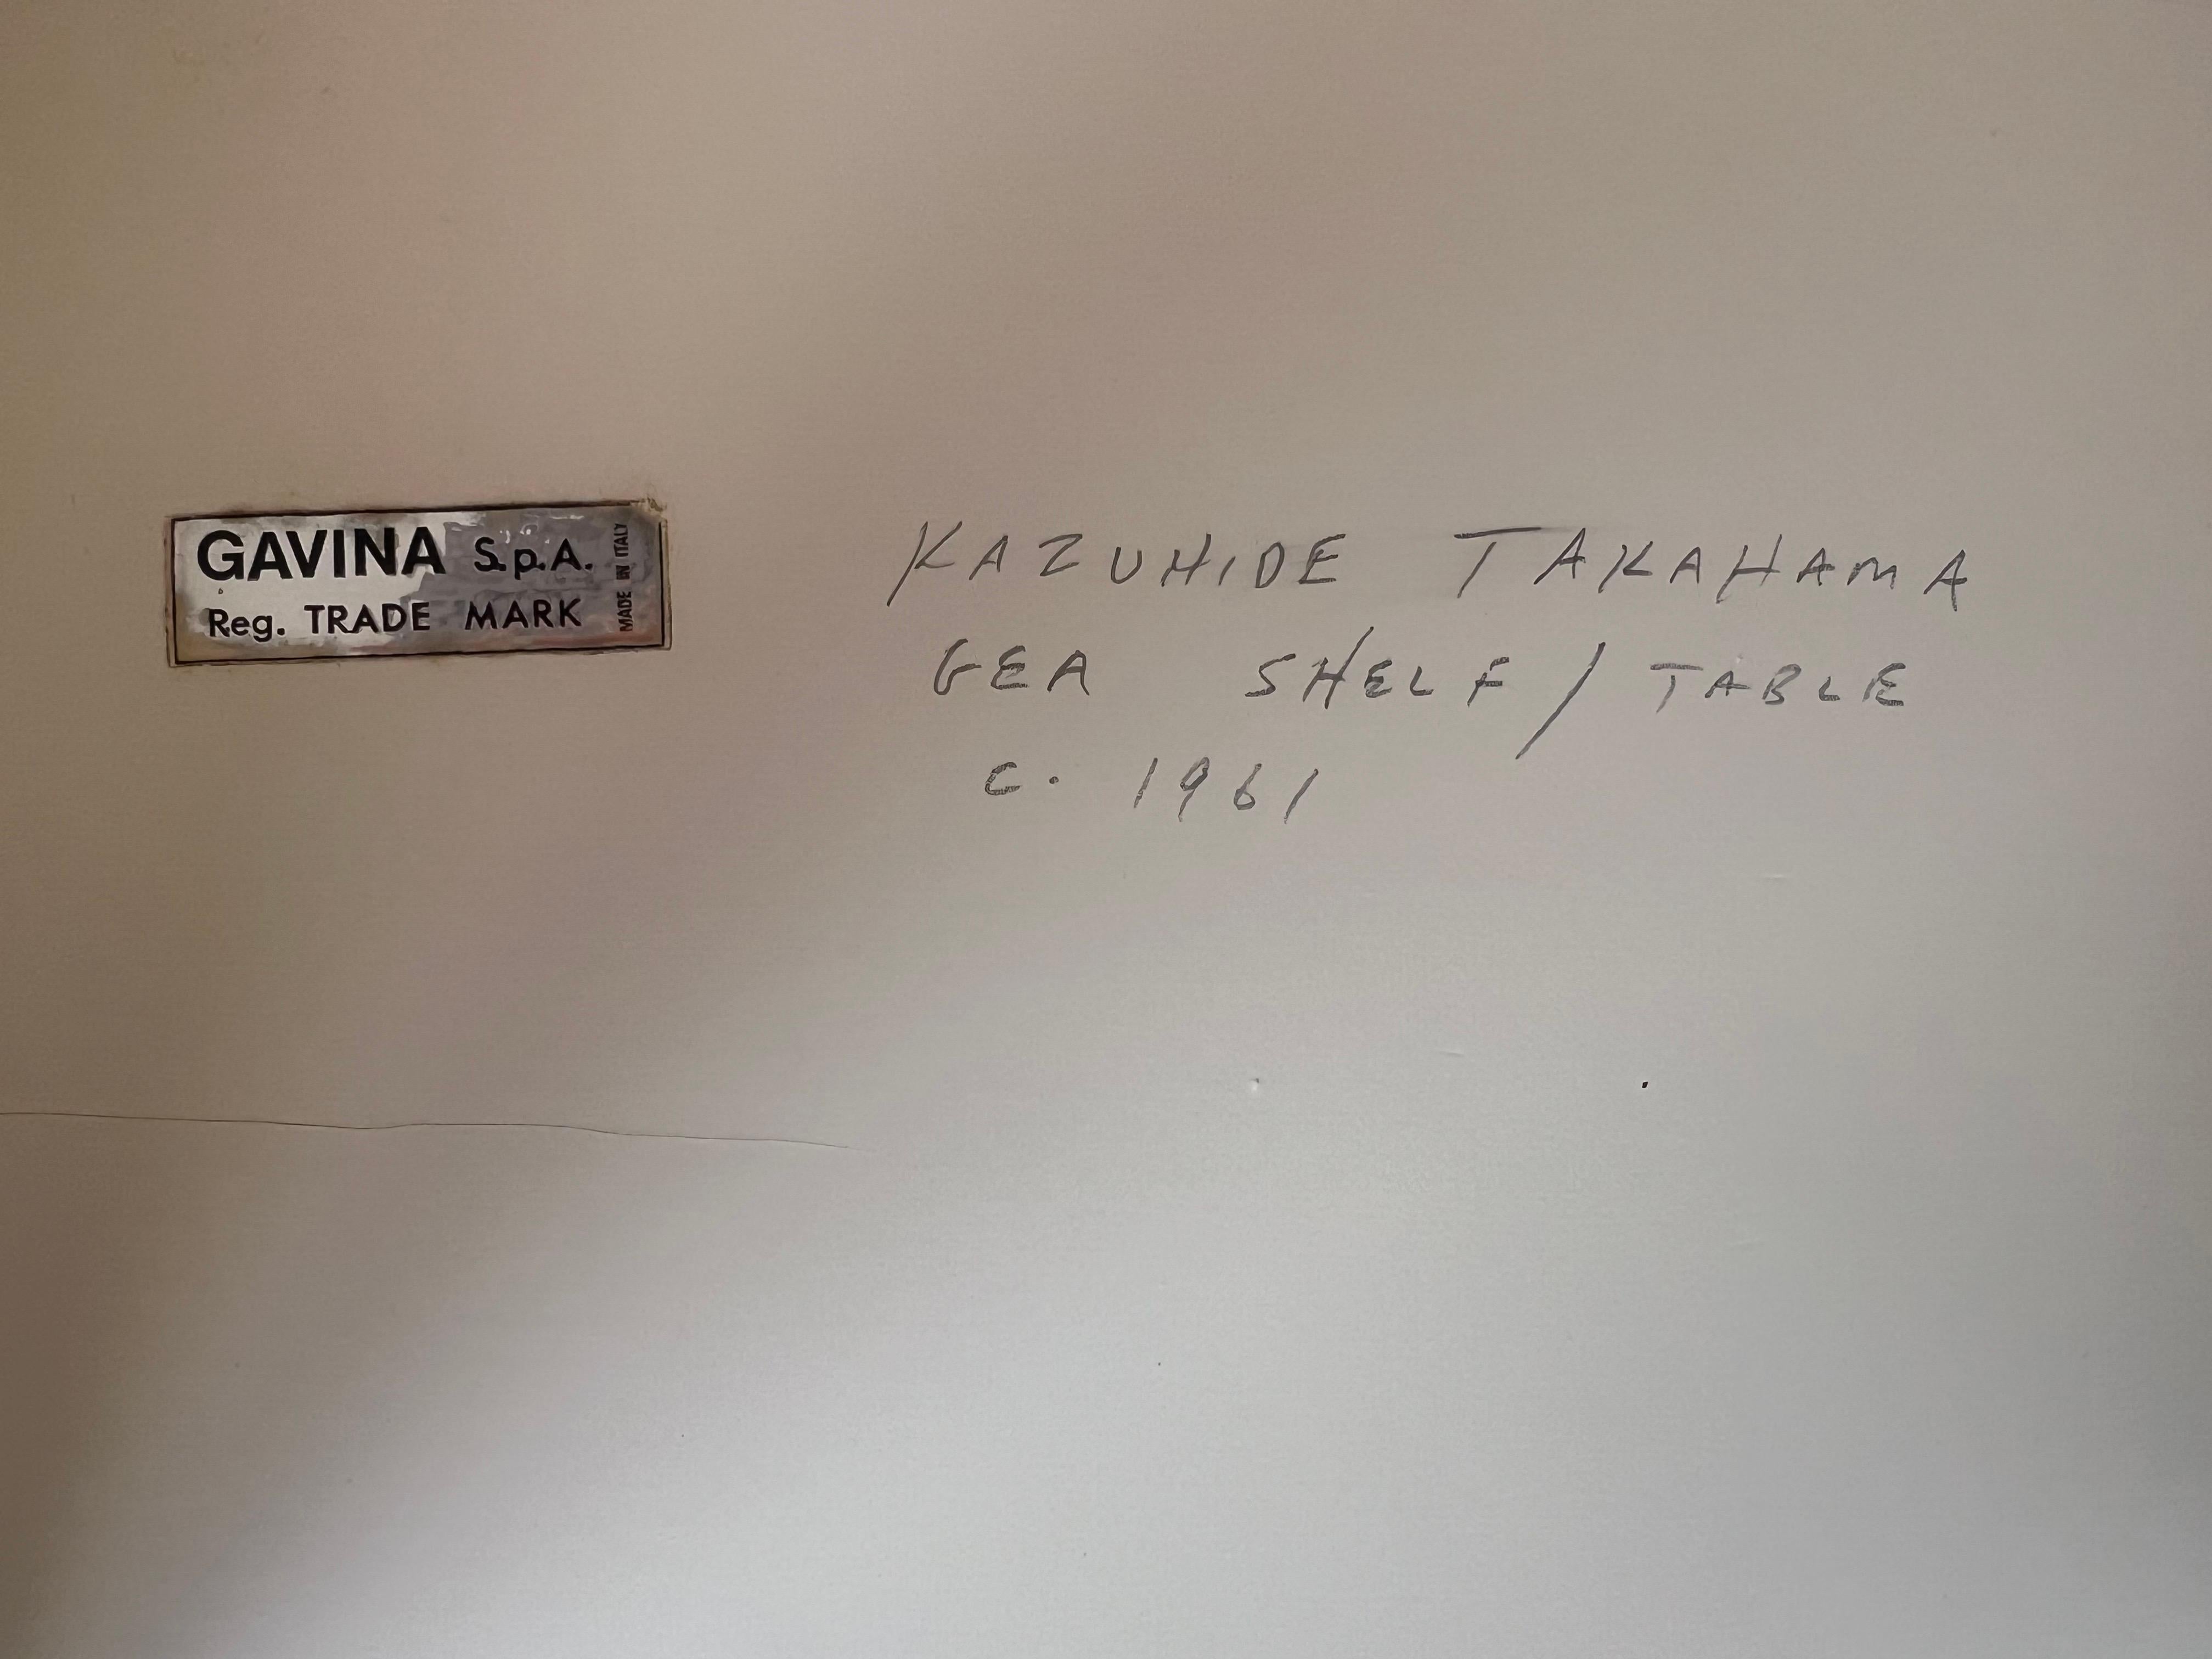 GAVINA S.p.A.
Reg. TRADE MARK
MADE IN ITALY
KAZUHIDE TAKAHAMA
GEA SHELF / TABLE
c. 1961